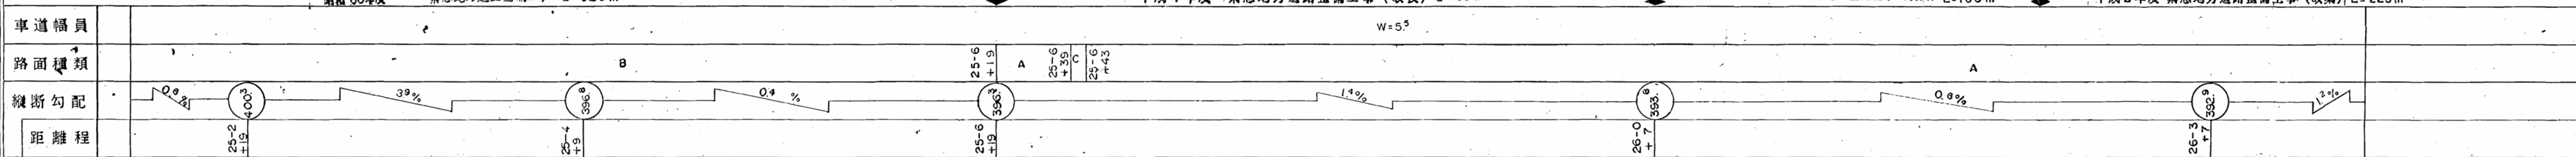 車道幅員 W=5.⁵
路面種類 B 25-6 +19 A 25-6 +39 C 25-6 +43 A
縦断勾配 0.8% 400.³ 3.9% 396.⁸ 0.4 % 396.³ 1.4% 393.⁸ 0.6% 392.⁹ 1.2%
距離程 25-2 +19 25-4 +9 25-6 +19 26-0 +7 26-3 +7